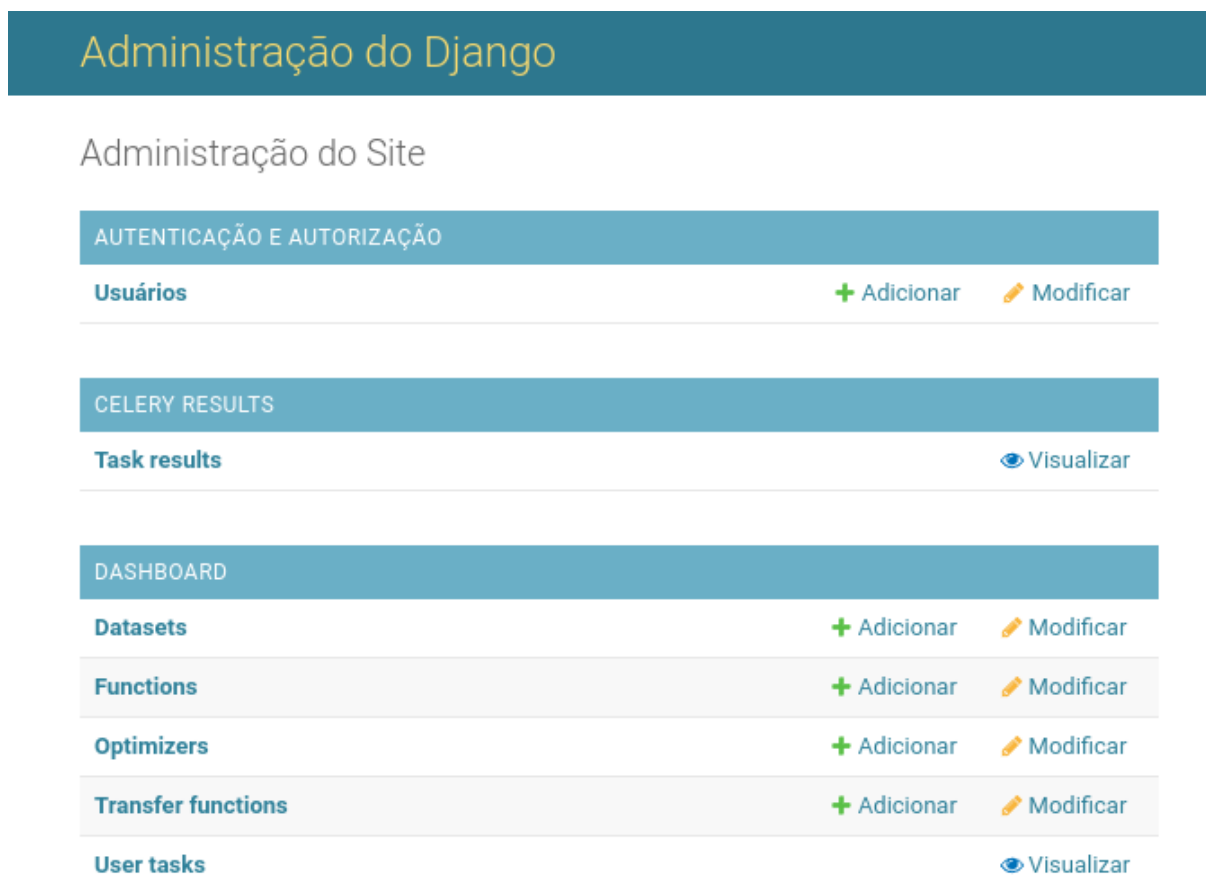 Administração do Django
Administração do Site
AUTENTICAÇÃO E AUTORIZAÇÃO
Usuários Adicionar Modificar
CELERY RESULTS
Task results Visualizar
DASHBOARD
Datasets Adicionar Modificar
Functions Adicionar Modificar
Optimizers Adicionar Modificar
Transfer functions Adicionar Modificar
User tasks Visualizar